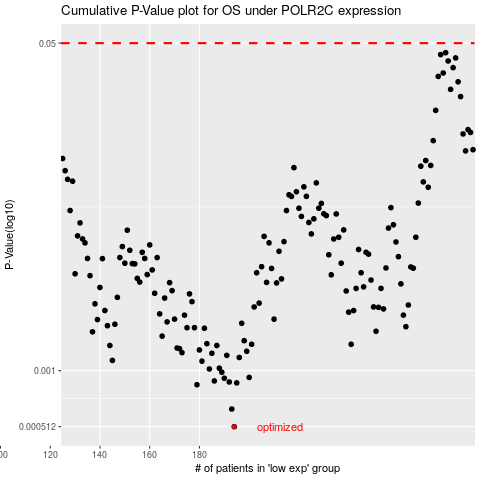 Cumulative P-Value plot for OS under POLR2C expression
0.05
P-Value(log10)
0.001
0.000512
optimized
00 120 140 160 180
# of patients in 'low exp' group